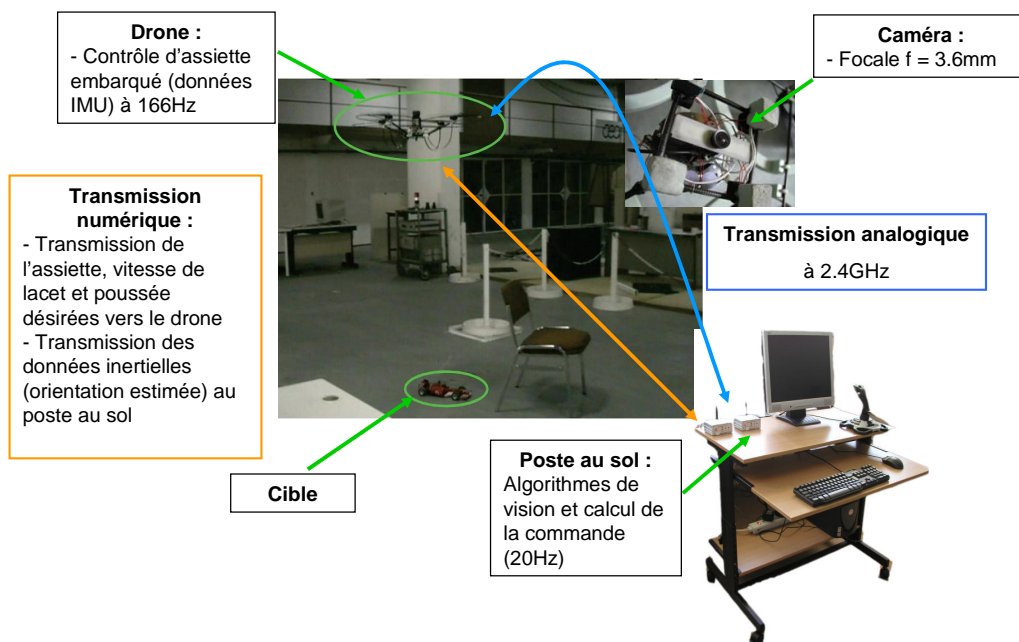 Drone :
- Contrôle d'assiette
embarqué (données
IMU) à 166Hz
Caméra :
- Focale f = 3.6mm
Transmission
numérique :
- Transmission de
l'assiette, vitesse de
lacet et poussée
désirées vers le drone
- Transmission des
données inertielles
(orientation estimée) au
poste au sol
Transmission analogique
à 2.4GHz
Cible
Poste au sol :
Algorithmes de
vision et calcul de
la commande
(20Hz)